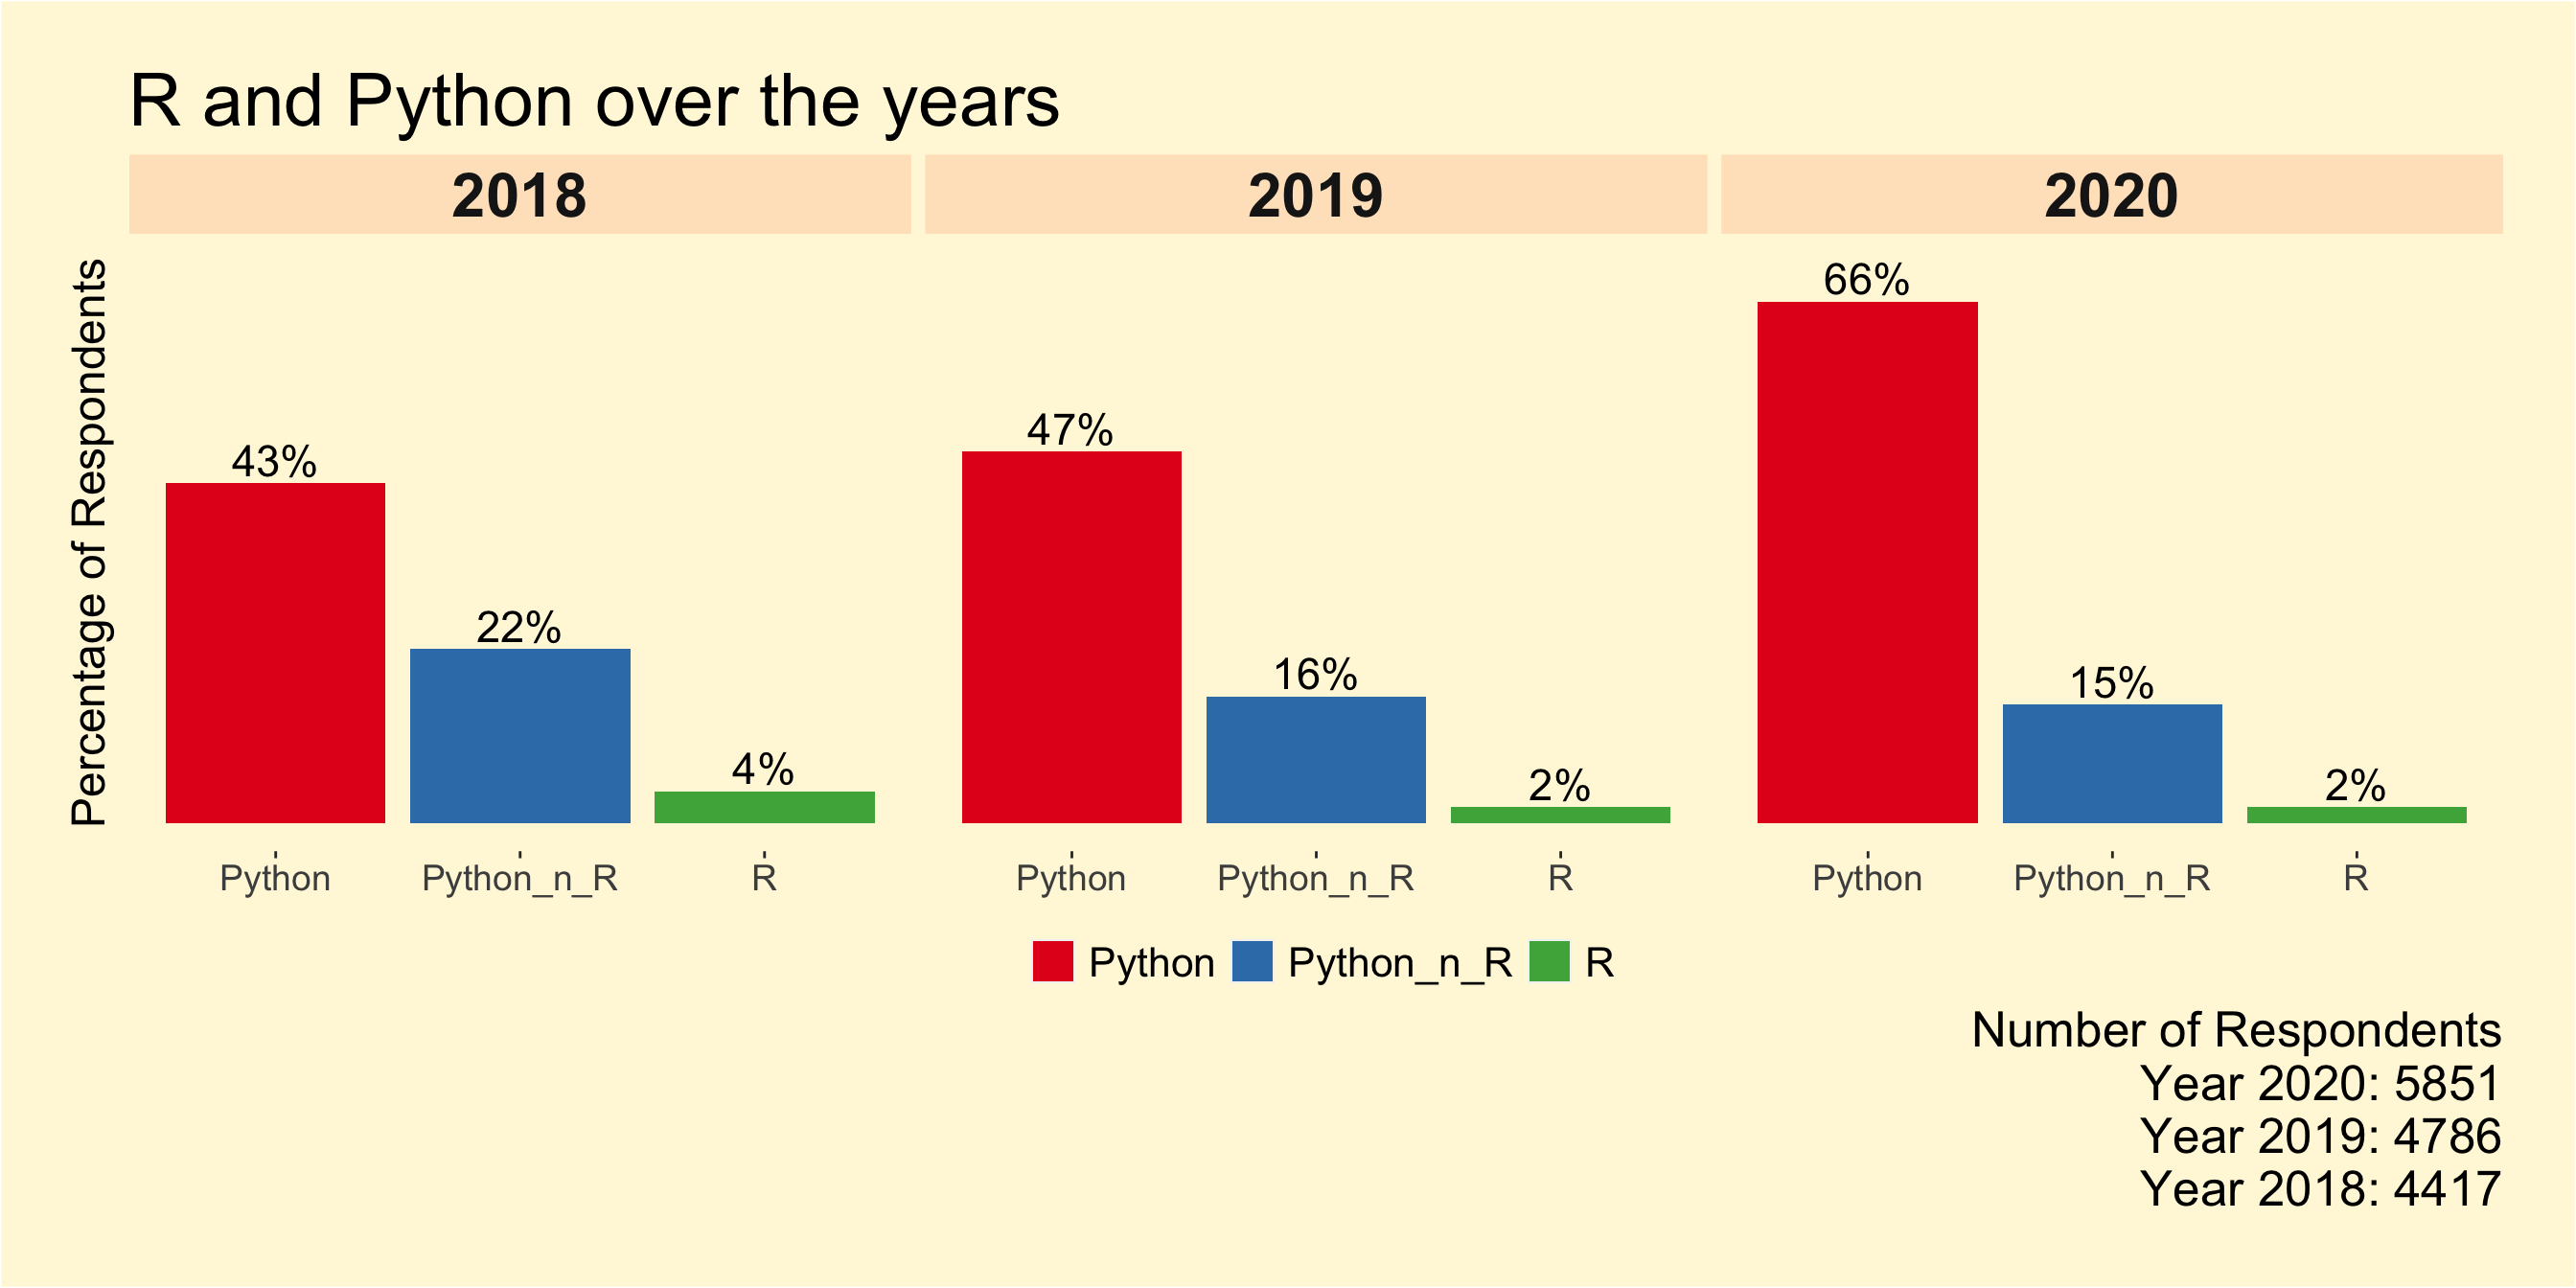 R and Python over the years
2018 2019 2020
Percentage of Respondents
43% 22% 4% 47% 16% 2% 66% 15% 2%
Python Python_n_R R Python Python_n_R R Python Python_n_R R
Python Python_n_R R
Number of Respondents
Year 2020: 5851
Year 2019: 4786
Year 2018: 4417